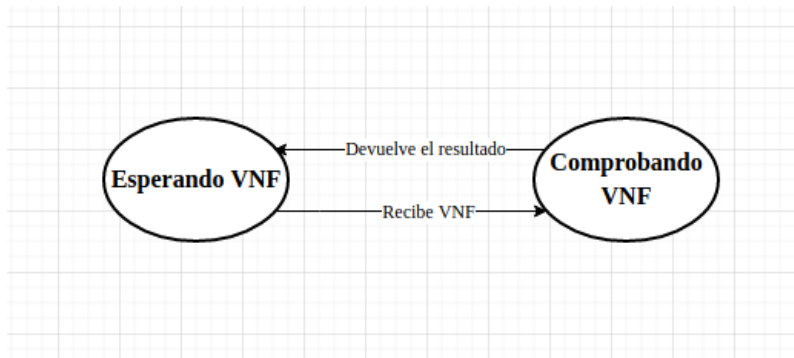 Devuelve el resultado
Esperando VNF
Comprobando
VNF
Recibe VNF